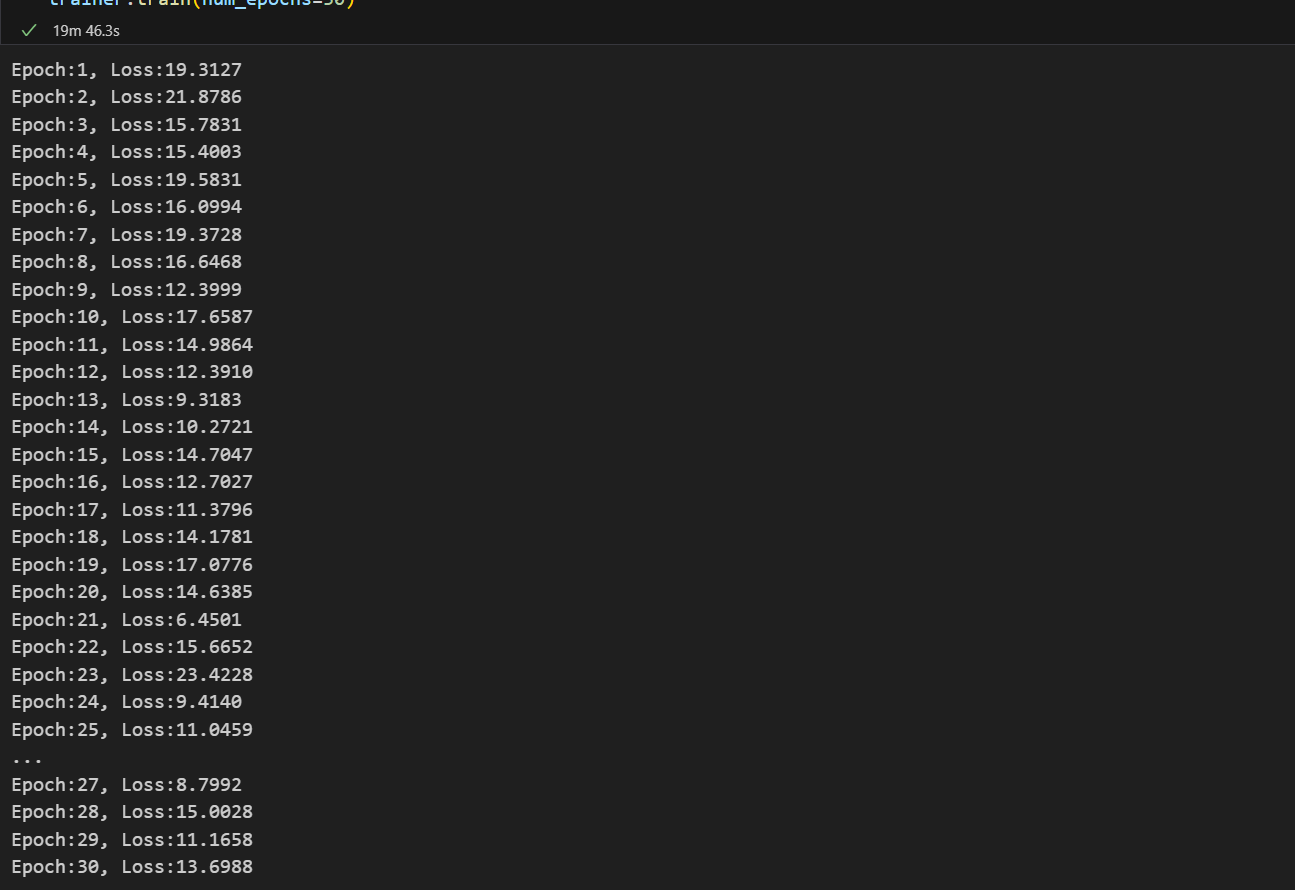 trainer.train(num_epochs=30)
19m 46.3s
Epoch:1, Loss:19.3127
Epoch:2, Loss:21.8786
Epoch:3, Loss:15.7831
Epoch:4, Loss:15.4003
Epoch:5, Loss:19.5831
Epoch:6, Loss:16.0994
Epoch:7, Loss:19.3728
Epoch:8, Loss:16.6468
Epoch:9, Loss:12.3999
Epoch:10, Loss:17.6587
Epoch:11, Loss:14.9864
Epoch:12, Loss:12.3910
Epoch:13, Loss:9.3183
Epoch:14, Loss:10.2721
Epoch:15, Loss:14.7047
Epoch:16, Loss:12.7027
Epoch:17, Loss:11.3796
Epoch:18, Loss:14.1781
Epoch:19, Loss:17.0776
Epoch:20, Loss:14.6385
Epoch:21, Loss:6.4501
Epoch:22, Loss:15.6652
Epoch:23, Loss:23.4228
Epoch:24, Loss:9.4140
Epoch:25, Loss:11.0459
...
Epoch:27, Loss:8.7992
Epoch:28, Loss:15.0028
Epoch:29, Loss:11.1658
Epoch:30, Loss:13.6988